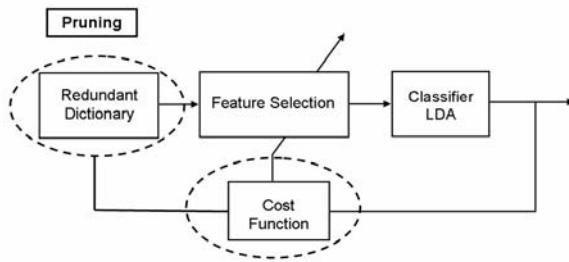 Pruning
Redundant
Dictionary
Feature Selection
Classifier
LDA
Cost
Function